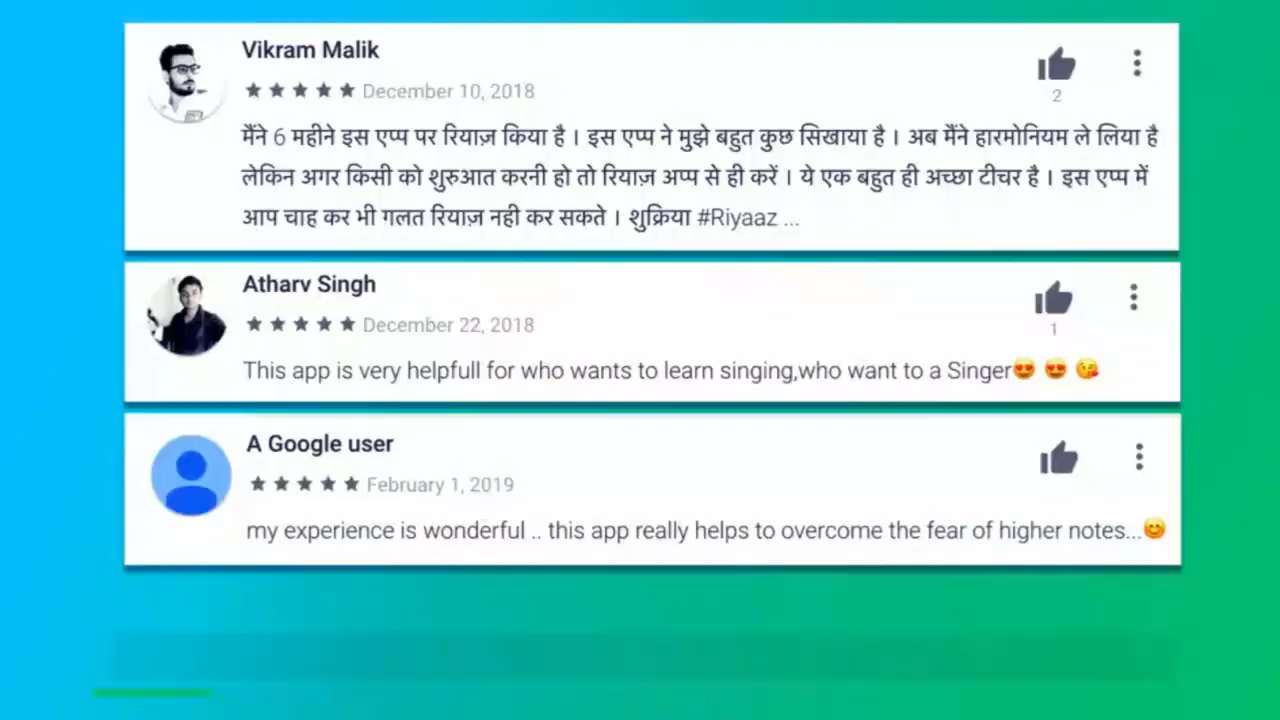 Vikram Malik
★★★★★ December 10, 2018
2
मैंने 6 महीने इस एप्प पर रियाज़ किया है । इस एप्प ने मुझे बहुत कुछ सिखाया है । अब मैंने हारमोनियम ले लिया है
लेकिन अगर किसी को शुरुआत करनी हो तो रियाज़ अप्प से ही करें । ये एक बहुत ही अच्छा टीचर है । इस एप्प में
आप चाह कर भी गलत रियाज़ नही कर सकते । शुक्रिया #Riyaaz ...
Atharv Singh
★★★★★ December 22, 2018
1
This app is very helpfull for who wants to learn singing,who want to a Singer😍 😍 😘
A Google user
★★★★★ February 1, 2019
my experience is wonderful .. this app really helps to overcome the fear of higher notes...😊